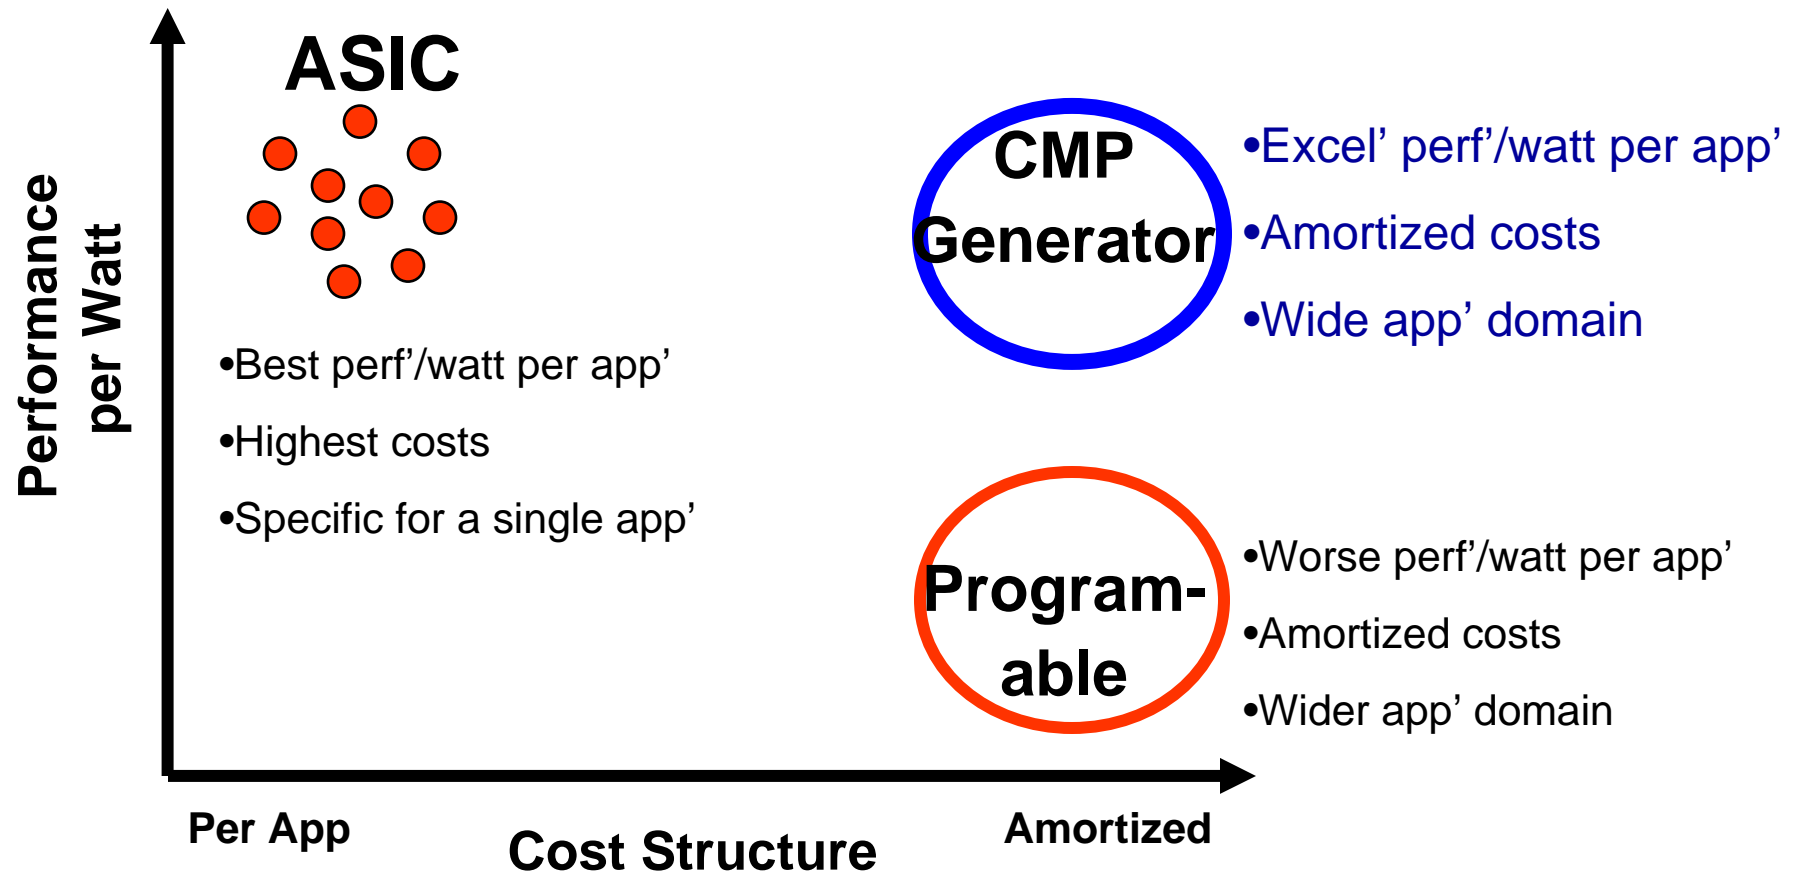 Performance
per Watt
ASIC
•Best perf’/watt per app’
•Highest costs
•Specific for a single app’
CMP
Generator
•Excel’ perf’/watt per app’
•Amortized costs
•Wide app’ domain
Program-
able
•Worse perf’/watt per app’
•Amortized costs
•Wider app’ domain
Per App
Cost Structure
Amortized